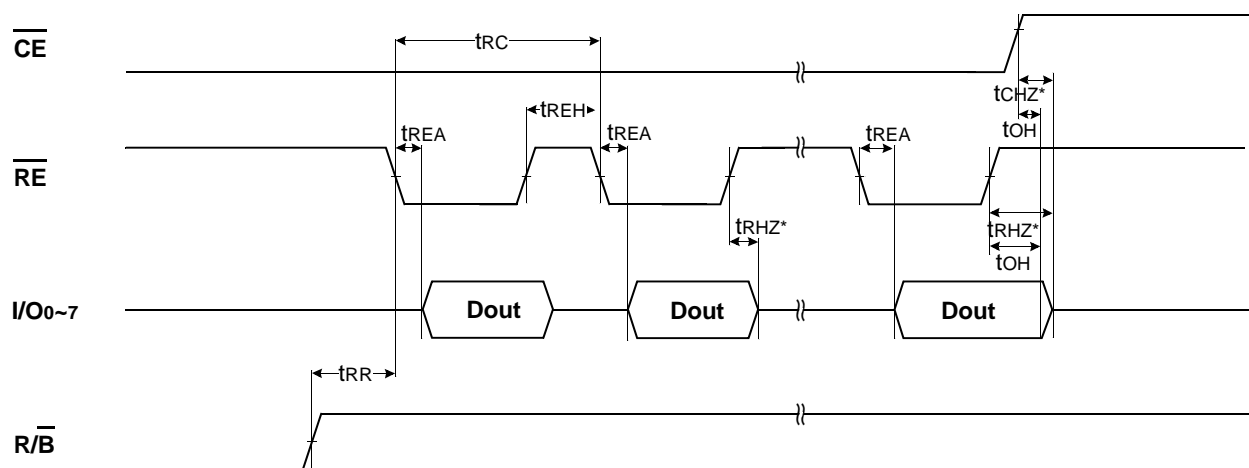 CE
tRC
tCHZ*
tREH
tREA
tREA
tREA
tOH
RE
tRHZ*
tRHZ*
tOH
I/O0~7
Dout
Dout
Dout
tRR
R/B